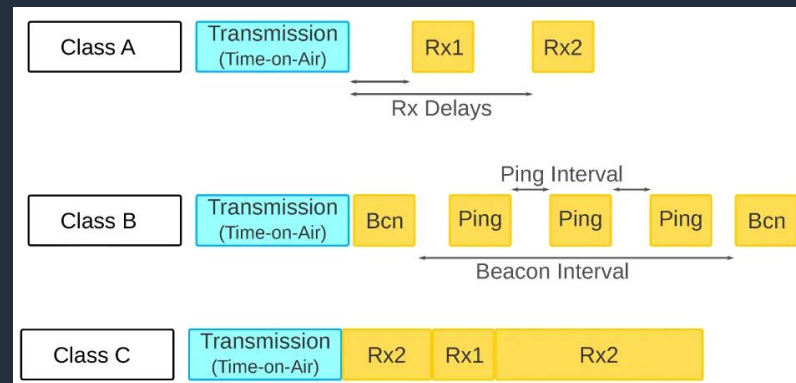 Class A
Transmission
(Time-on-Air)
Rx1
Rx2
Rx Delays
Ping Interval
Class B
Transmission
(Time-on-Air)
Bcn
Ping
Ping
Ping
Bcn
Beacon Interval
Class C
Transmission
(Time-on-Air)
Rx2
Rx1
Rx2